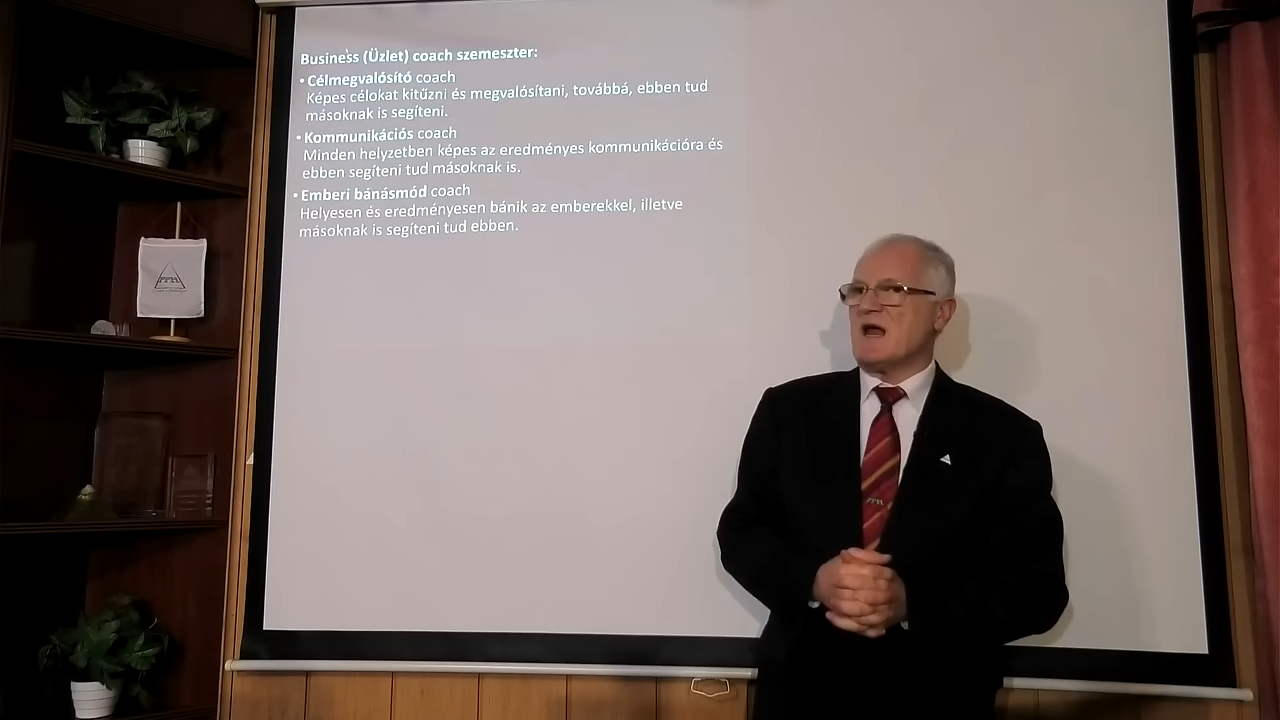 Business (Üzlet) coach szemeszter:
• Célmegvalósító coach
Képes célokat kitűzni és megvalósítani, továbbá, ebben tud
másoknak is segíteni.
• Kommunikációs coach
Minden helyzetben képes az eredményes kommunikációra és
ebben segíteni tud másoknak is.
• Emberi bánásmód coach
Helyesen és eredményesen bánik az emberekkel, illetve
másoknak is segíteni tud ebben.